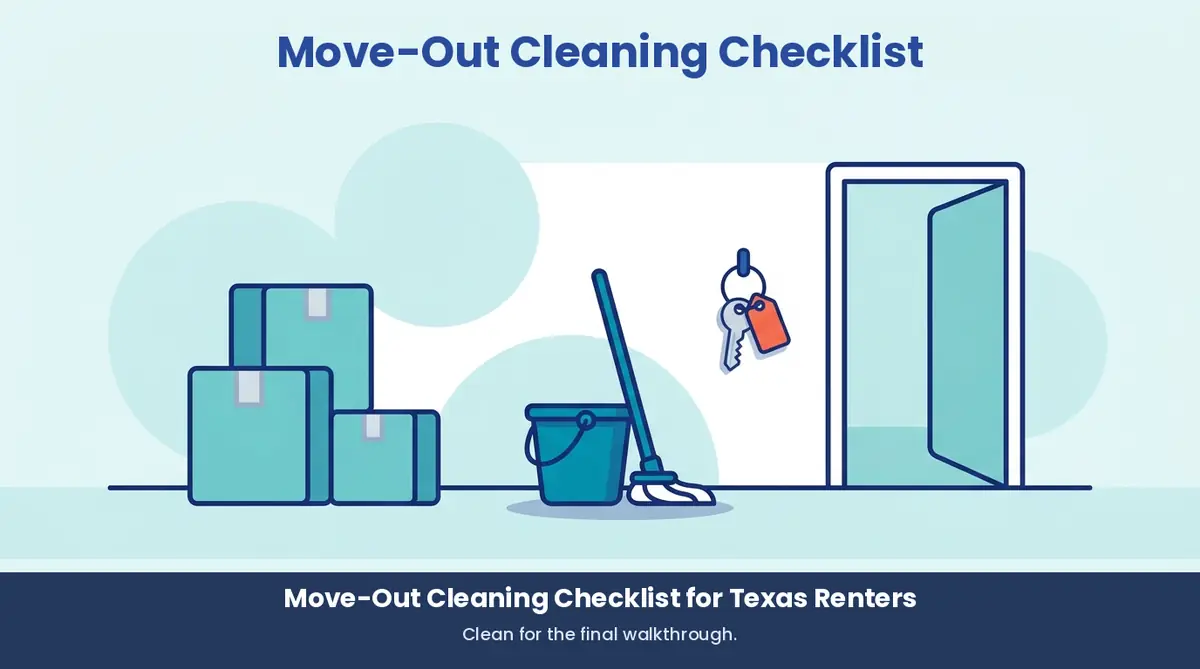 Move-Out Cleaning Checklist
Move-Out Cleaning Checklist for Texas Renters
Clean for the final walkthrough.